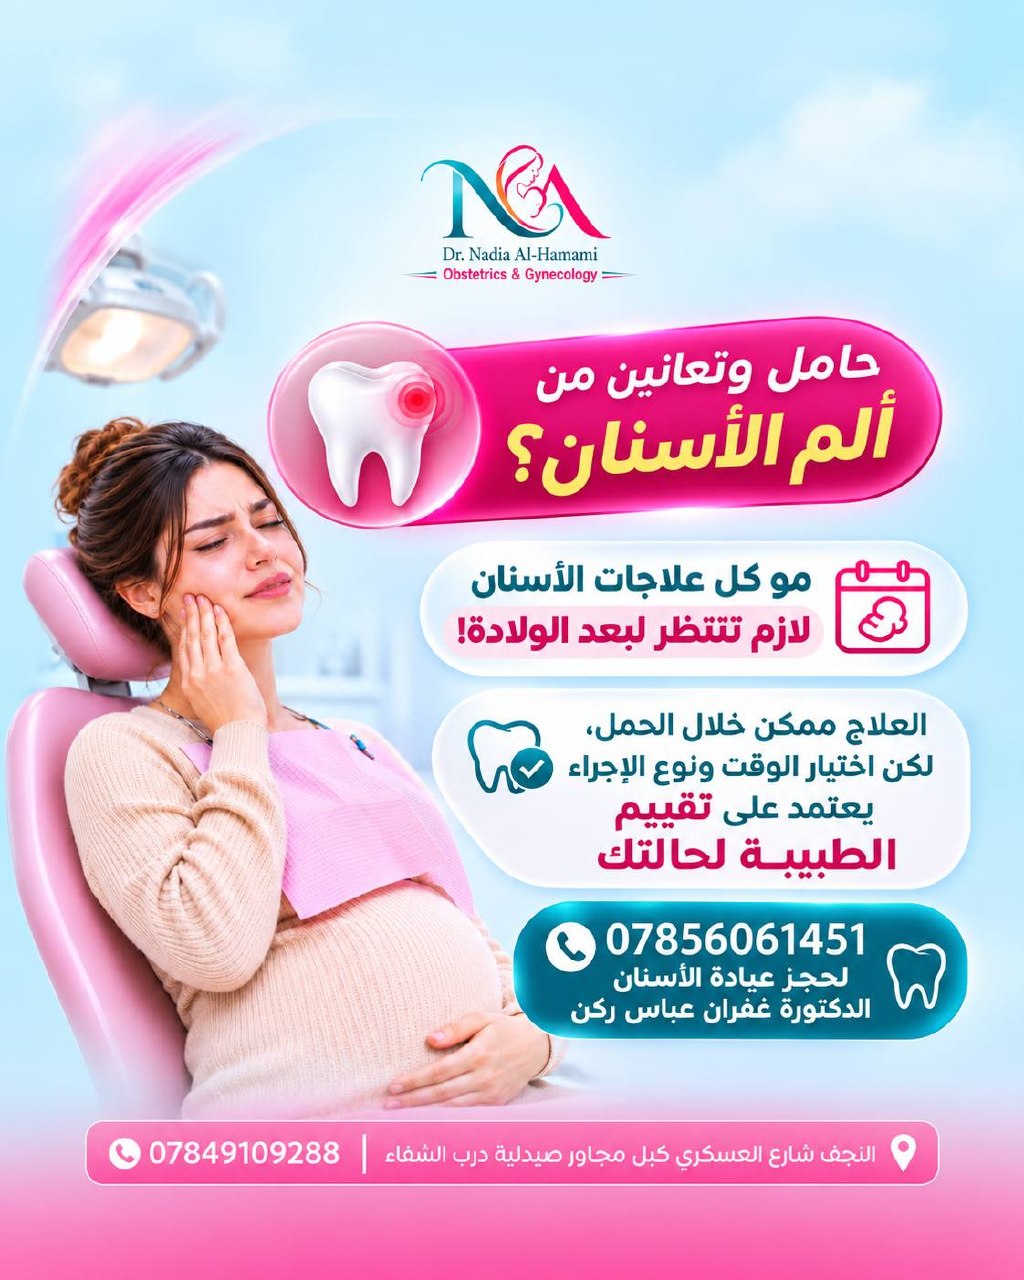 NA
Dr. Nadia Al-Hamami
Obstetrics & Gynecology
حامل وتعانين من
ألم الأسنان؟
مو كل علاجات الأسنان
لازم تتتظر لبعد الولادة!
العلاج ممكن خلال الحمل،
لكن اختيار الوقت ونوع الإجراء
يعتمد على تقييم
الطبيبة لحالتك
07856061451
لحجز عيادة الأسنان
الدكتورة غفران عباس ركن
النجف شارع العسكري كبل مجاور صيدلية درب الشفاء | 07849109288